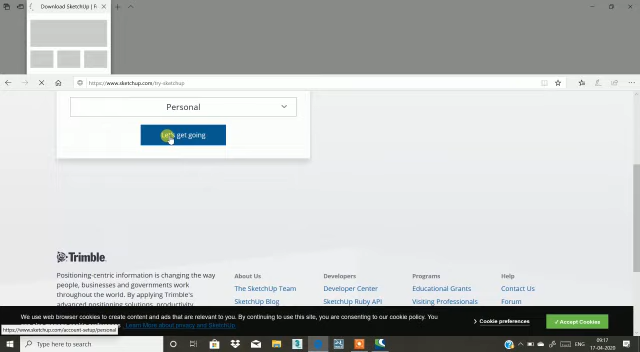 Download SketchUp | Fr
https://www.sketchup.com/try-sketchup
Personal
Let's get going
Trimble.
Positioning-centric information is changing the way
people, businesses and governments work
throughout the world. By applying Trimble's
advanced positioning solutions, productivity
About Us
The SketchUp Team
SketchUp Blog
Developers
Developer Center
SketchUp Ruby API
Programs
Educational Grants
Visiting Professionals
Help
Contact Us
Forum
We use web browser cookies to create content and ads that are relevant to you. By continuing to use this site, you are consenting to our cookie policy. You
Learn More about privacy and SketchUp
Cookie preferences
✓ Accept Cookies
https://www.sketchup.com/account-setup/personal
Type here to search
ENG
09:17
17-04-2020